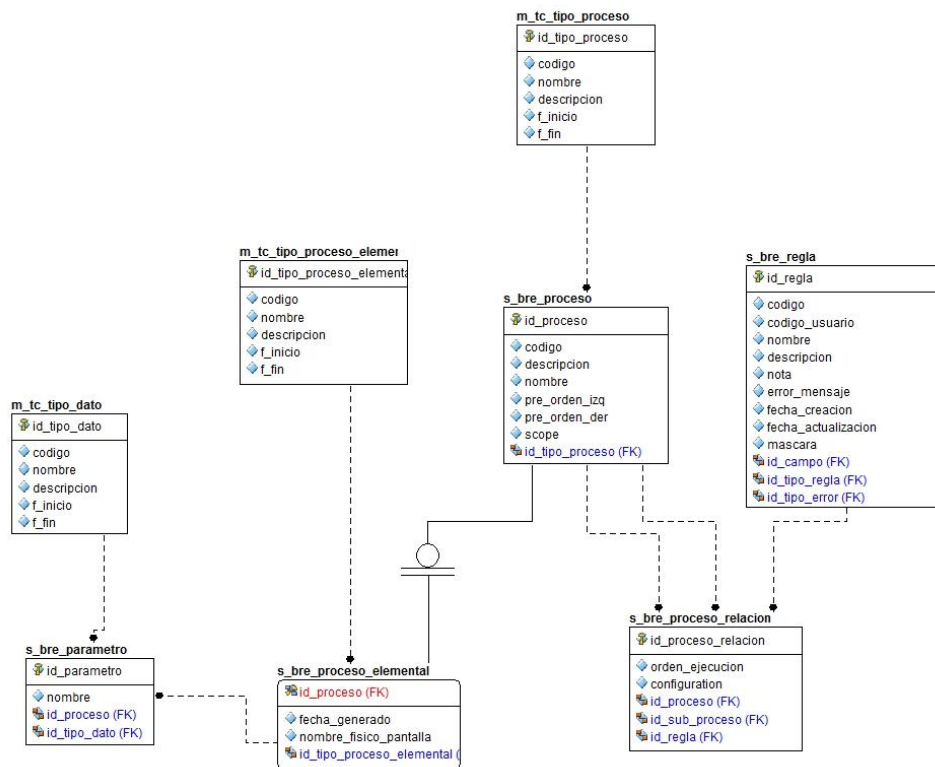 m_tc_tipo_proceso
id_tipo_proceso
codigo
nombre
descripcion
f_inicio
f_fin
m_tc_tipo_proceso_elemer
id_tipo_proceso_elementa
codigo
nombre
descripcion
f_inicio
f_fin
s_bre_proceso
id_proceso
codigo
descripcion
nombre
pre_orden_izq
pre_orden_der
scope
id_tipo_proceso (FK)
s_bre_regla
id_regla
codigo
codigo_usuario
nombre
descripcion
nota
error_mensaje
fecha_creacion
fecha_actualizacion
mascara
id_campo (FK)
id_tipo_regla (FK)
id_tipo_error (FK)
m_tc_tipo_dato
id_tipo_dato
codigo
nombre
descripcion
f_inicio
f_fin
s_bre_parametro
id_parametro
nombre
id_proceso (FK)
id_tipo_dato (FK)
s_bre_proceso_elemental
id_proceso (FK)
fecha_generado
nombre_fisico_pantalla
id_tipo_proceso_elemental (
s_bre_proceso_relacion
id_proceso_relacion
orden_ejecucion
configuration
id_proceso (FK)
id_sub_proceso (FK)
id_regla (FK)